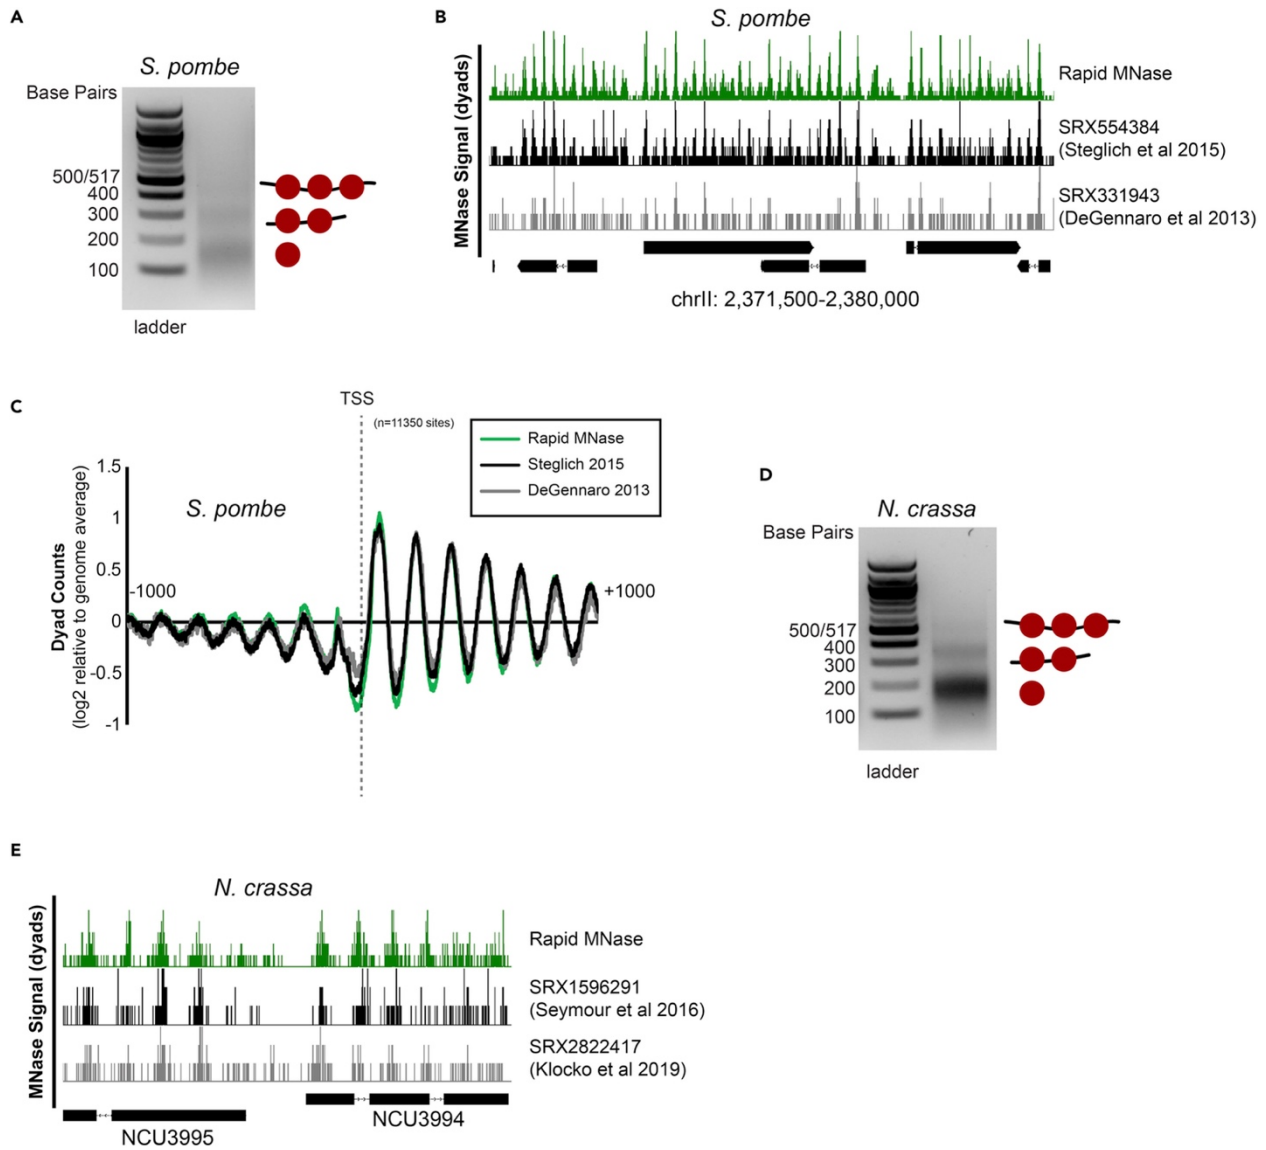 A
S. pombe
Base Pairs
500/517
400
300
200
100
ladder
B
S. pombe
MNase Signal (dyads)
Rapid MNase
SRX554384
(Steglich et al 2015)
SRX331943
(DeGennaro et al 2013)
chrII: 2,371,500-2,380,000
C
TSS
(n=11350 sites)
Rapid MNase
Steglich 2015
DeGennaro 2013
S. pombe
Dyad Counts
(log2 relative to genome average)
1.5
1
0.5
0
-0.5
-1
-1000
+1000
D
N. crassa
Base Pairs
500/517
400
300
200
100
ladder
E
N. crassa
MNase Signal (dyads)
Rapid MNase
SRX1596291
(Seymour et al 2016)
SRX2822417
(Klocko et al 2019)
NCU3994
NCU3995